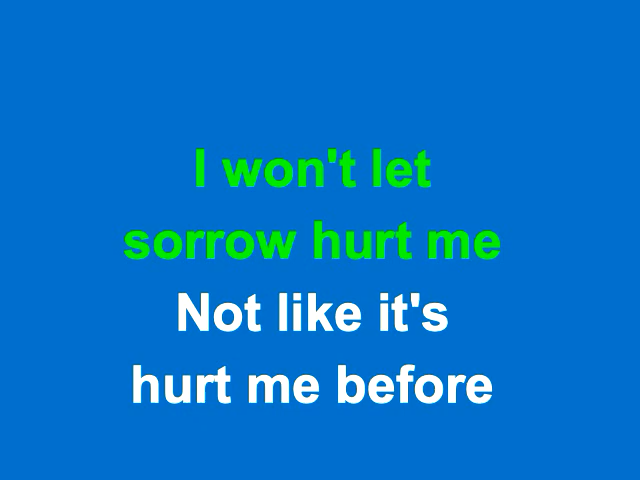 I won't let
sorrow hurt me
Not like it's
hurt me before